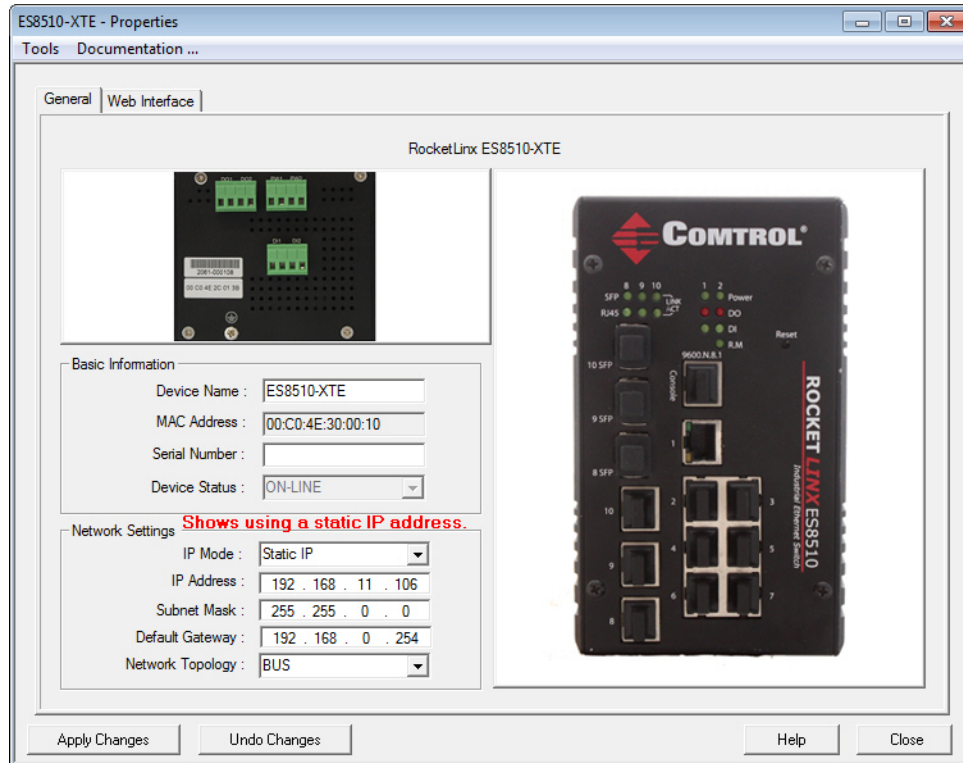 ES8510-XTE - Properties
Tools Documentation ...
General Web Interface
RocketLinx ES8510-XTE
DO1 DO2 PW1 PW2
DI1 DI2
2061-000108
00 C0 4E 2C 01 39
COMTROL®
8 9 10 1 2
SFP LINK Power
RJ45 ACT DO
DI
R.M
Reset
10 SFP
9600.N.8.1
Console
9 SFP
1
8 SFP
10
2
3
9
4
5
8
6
7
ROCKET LINX ES8510
Industrial Ethernet Switch
Basic Information
Device Name : ES8510-XTE
MAC Address : 00:C0:4E:30:00:10
Serial Number :
Device Status : ON-LINE
Shows using a static IP address.
Network Settings
IP Mode : Static IP
IP Address : 192 . 168 . 11 . 106
Subnet Mask : 255 . 255 . 0 . 0
Default Gateway : 192 . 168 . 0 . 254
Network Topology : BUS
Apply Changes Undo Changes Help Close